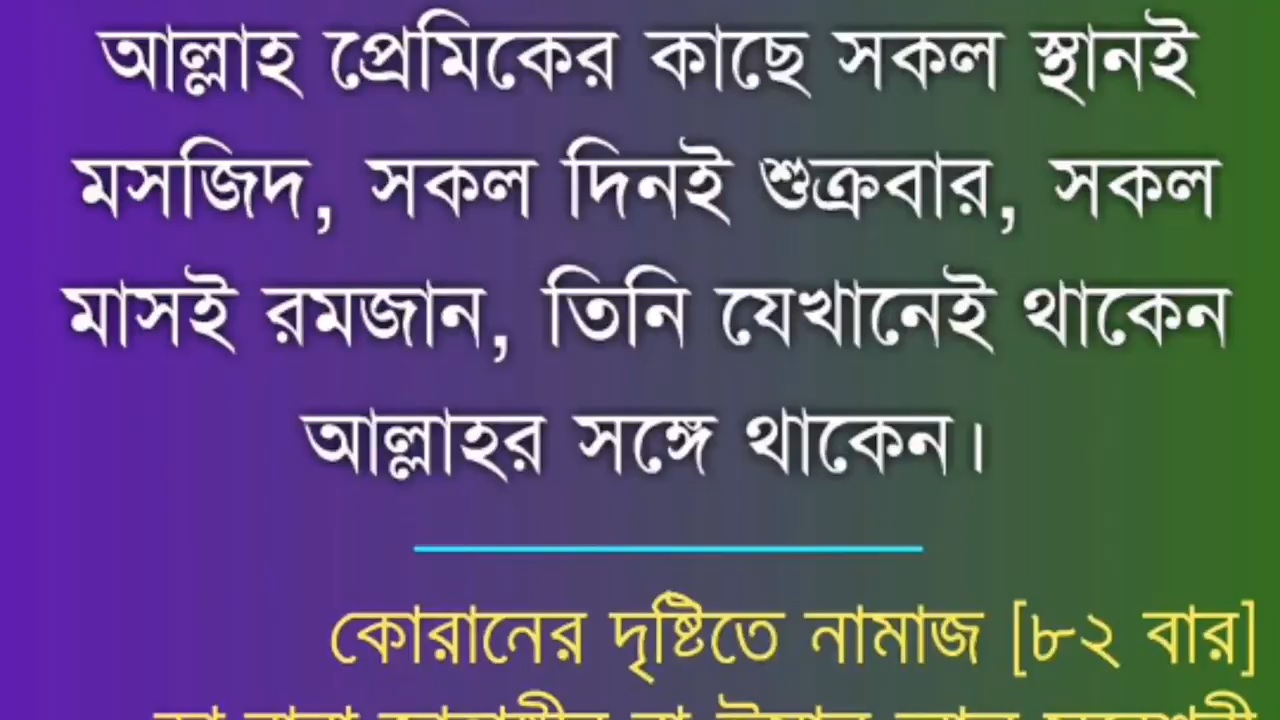 আল্লাহ প্রেমিকের কাছে সকল স্থানই
মসজিদ, সকল দিনই শুক্রবার, সকল
মাসই রমজান, তিনি যেখানেই থাকেন
আল্লাহর সঙ্গে থাকেন।
কোরানের দৃষ্টিতে নামাজ [৮২ বার]